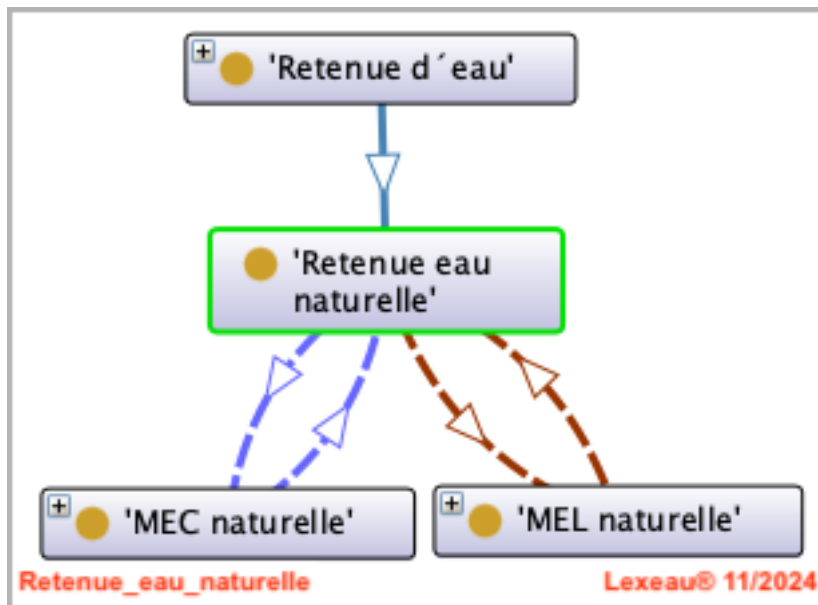 'Retenue d´eau'
'Retenue eau
naturelle'
'MEC naturelle'
'MEL naturelle'
Retenue_eau_naturelle
Lexeau® 11/2024